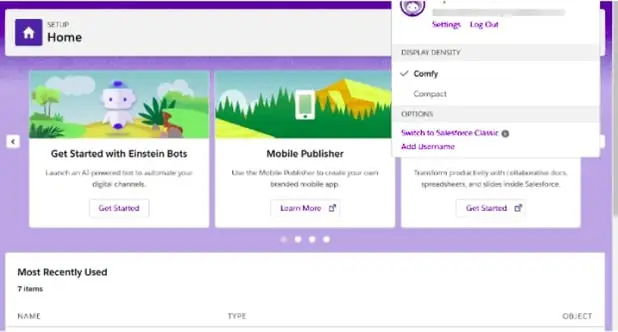 SETUP
Home
Settings Log Out
DISPLAY DENSITY
Comfy
Compact
OPTIONS
Switch to Salesforce Classic
Add Username
Get Started with Einstein Bots
Launch an AI-powered bot to automate your
digital channels.
Get Started
Mobile Publisher
Use the Mobile Publisher to create your own
branded mobile app.
Learn More
Transform productivity with collaborative docs,
spreadsheets, and slides inside Salesforce.
Get Started
Most Recently Used
7 items
NAME TYPE OBJECT